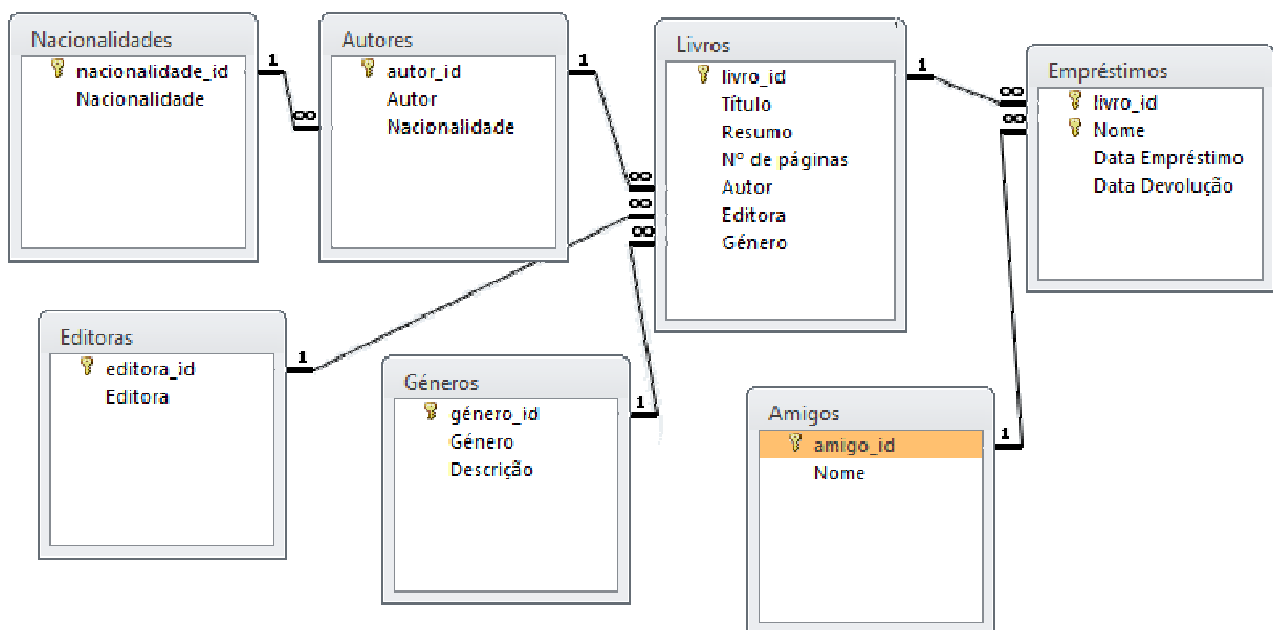 Nacionalidades
nacionalidade_id
Nacionalidade
1
∞
Autores
autor_id
Autor
Nacionalidade
1
∞
∞
∞
Livros
livro_id
Título
Resumo
Nº de páginas
Autor
Editora
Género
1
∞
∞
Empréstimos
livro_id
Nome
Data Empréstimo
Data Devolução
Editoras
editora_id
Editora
1
Géneros
género_id
Género
Descrição
1
Amigos
amigo_id
Nome
1